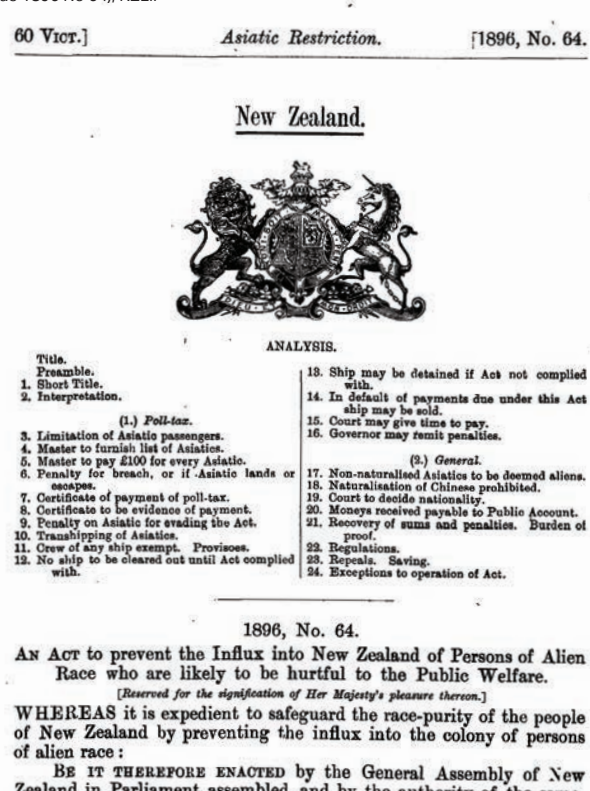 60 VICT.] Asiatic Restriction. [1896, No. 64.
New Zealand.
DIEU ET MON DROIT
ANALYSIS.
Title.
Preamble.
1. Short Title.
2. Interpretation.
(1.) Poll-tax.
3. Limitation of Asiatic passengers.
4. Master to furnish list of Asiatics.
5. Master to pay £100 for every Asiatic.
6. Penalty for breach, or if Asiatic lands or
escapes.
7. Certificate of payment of poll-tax.
8. Certificate to be evidence of payment.
9. Penalty on Asiatic for evading the Act.
10. Transhipping of Asiatics.
11. Crew of any ship exempt. Provisoes.
12. No ship to be cleared out until Act complied
with.
13. Ship may be detained if Act not complied
with.
14. In default of payments due under this Act
ship may be sold.
15. Court may give time to pay.
16. Governor may remit penalties.
(2.) General.
17. Non-naturalised Asiatics to be deemed aliens.
18. Naturalisation of Chinese prohibited.
19. Court to decide nationality.
20. Moneys received payable to Public Account.
21. Recovery of sums and penalties. Burden of
proof.
22. Regulations.
23. Repeals. Saving.
24. Exceptions to operation of Act.
1896, No. 64.
AN ACT to prevent the Influx into New Zealand of Persons of Alien
Race who are likely to be hurtful to the Public Welfare.
[Reserved for the signification of Her Majesty's pleasure thereon.]
WHEREAS it is expedient to safeguard the race-purity of the people
of New Zealand by preventing the influx into the colony of persons
of alien race:
BE IT THEREFORE ENACTED by the General Assembly of New
Zealand in Parliament assembled, and by the authority of the same,